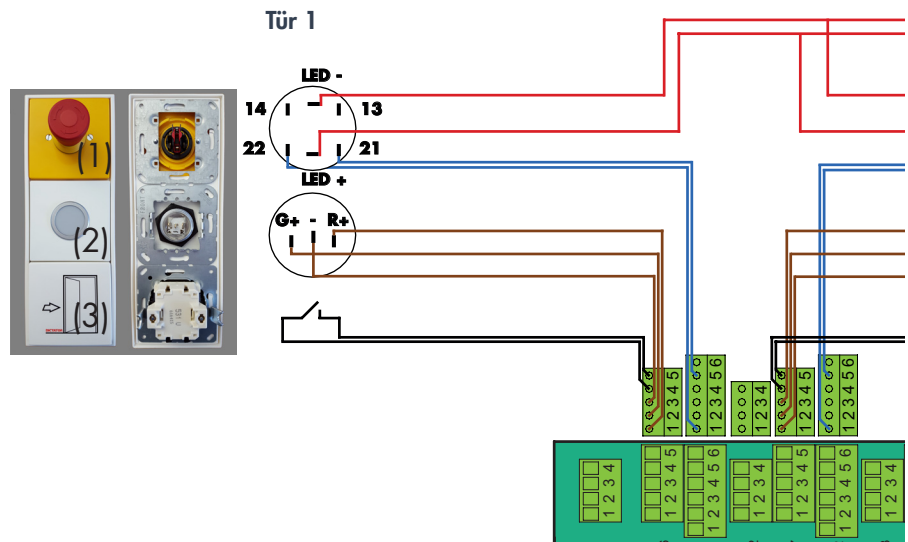 Tür 1
LED -
14 13
22 21
LED +
G+ - R+
(1)
(2)
(3)
1 2 3 4 5
1 2 3 4 5 6
1 2 3 4
1 2 3 4 5
1 2 3 4 5 6
1 2 3 4
1 2 3 4 5
1 2 3 4 5 6
1 2 3 4
1 2 3 4 5
1 2 3 4 5 6
1 2 3 4